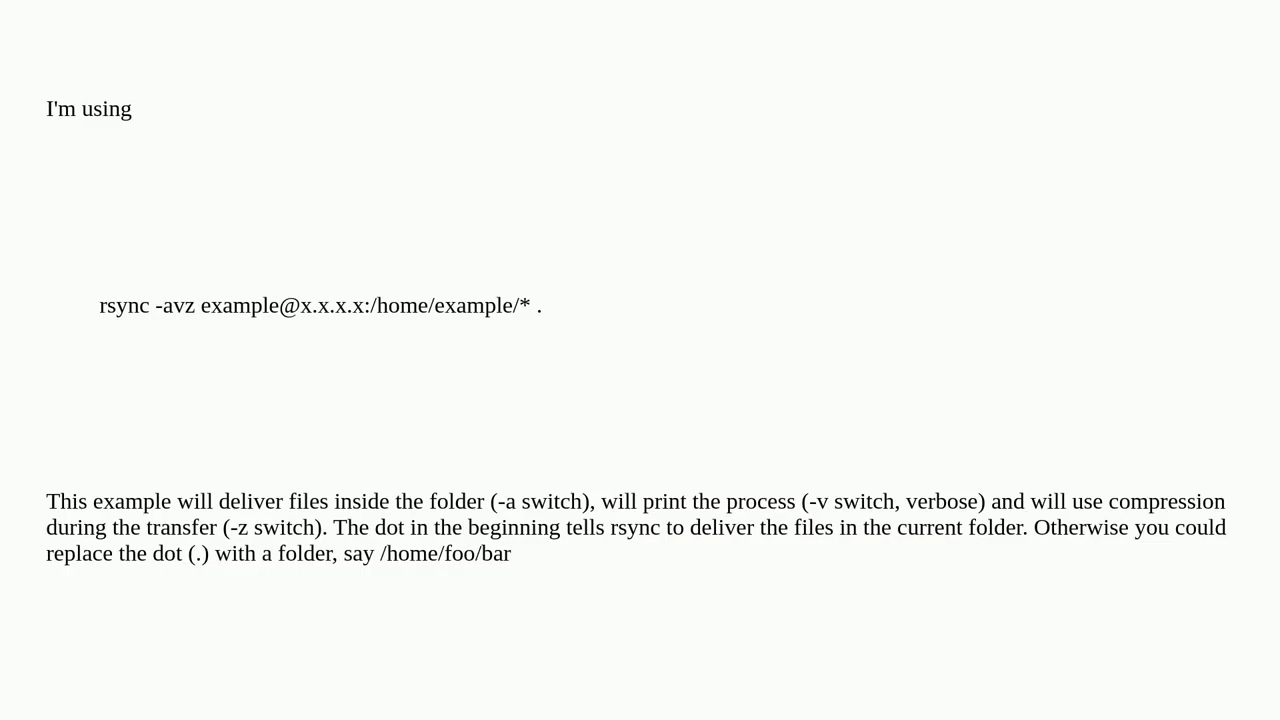 I'm using
rsync -avz example@x.x.x.x:/home/example/* .
This example will deliver files inside the folder (-a switch), will print the process (-v switch, verbose) and will use compression
during the transfer (-z switch). The dot in the beginning tells rsync to deliver the files in the current folder. Otherwise you could
replace the dot (.) with a folder, say /home/foo/bar